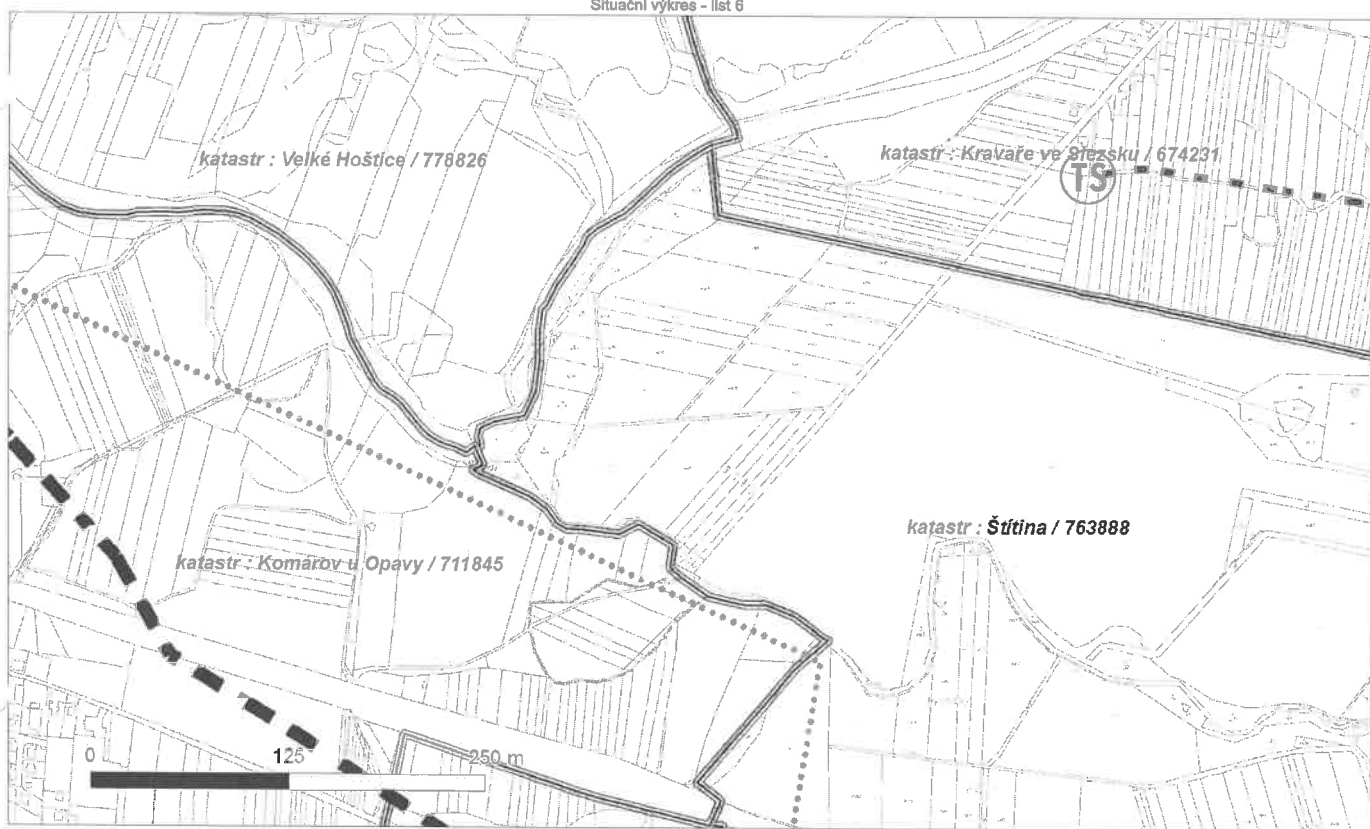 Situační výkres - list 6
katastr : Velké Hoštice / 778826
katastr : Kravaře ve Slezsku / 674231
TS
katastr : Štítina / 763888
katastr : Komárov u Opavy / 711845
0 125 250 m